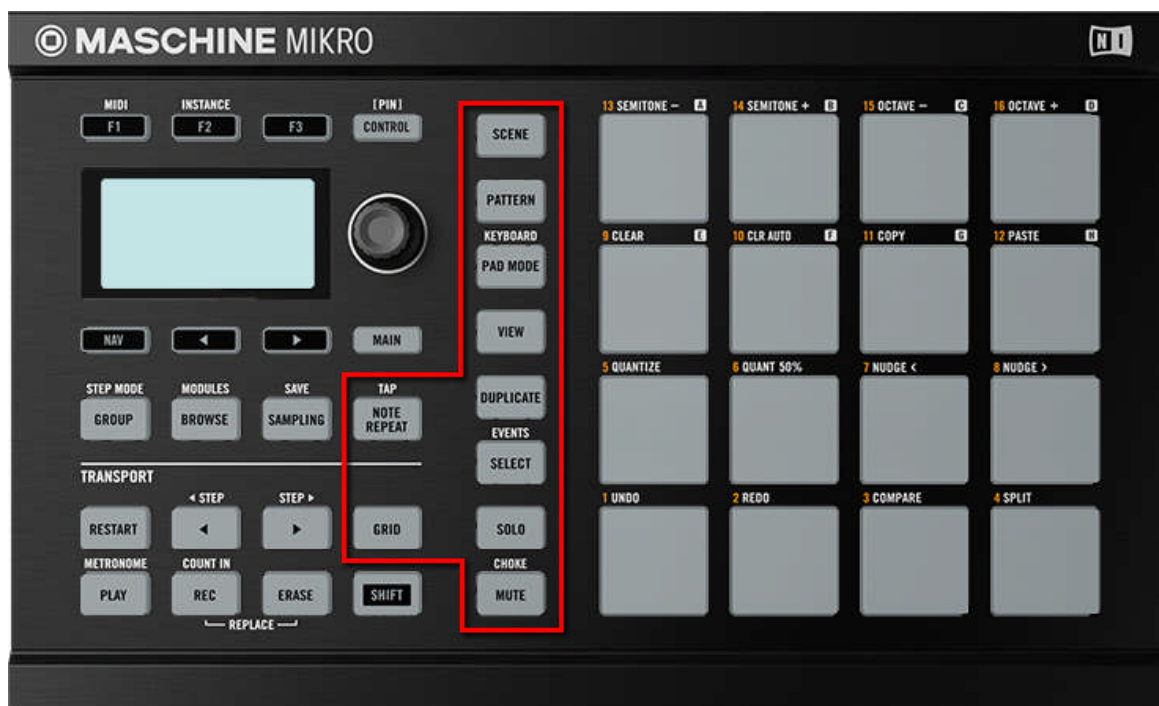 MASCHINE MIKRO
NI
MIDI INSTANCE [PIN]
F1 F2 F3 CONTROL
NAV ◀ ▶ MAIN
STEP MODE MODULES SAVE TAP
GROUP BROWSE SAMPLING NOTE REPEAT
TRANSPORT
◀ STEP STEP ▶
RESTART ◀ ▶ GRID
METRONOME COUNT IN
PLAY REC ERASE SHIFT
REPLACE
SCENE
PATTERN
KEYBOARD
PAD MODE
VIEW
DUPLICATE
EVENTS
SELECT
SOLO
CHOKE
MUTE
13 SEMITONE – A 14 SEMITONE + B 15 OCTAVE – C 16 OCTAVE + D
9 CLEAR E 10 CLR AUTO F 11 COPY G 12 PASTE H
5 QUANTIZE 6 QUANT 50% 7 NUDGE < 8 NUDGE >
1 UNDO 2 REDO 3 COMPARE 4 SPLIT